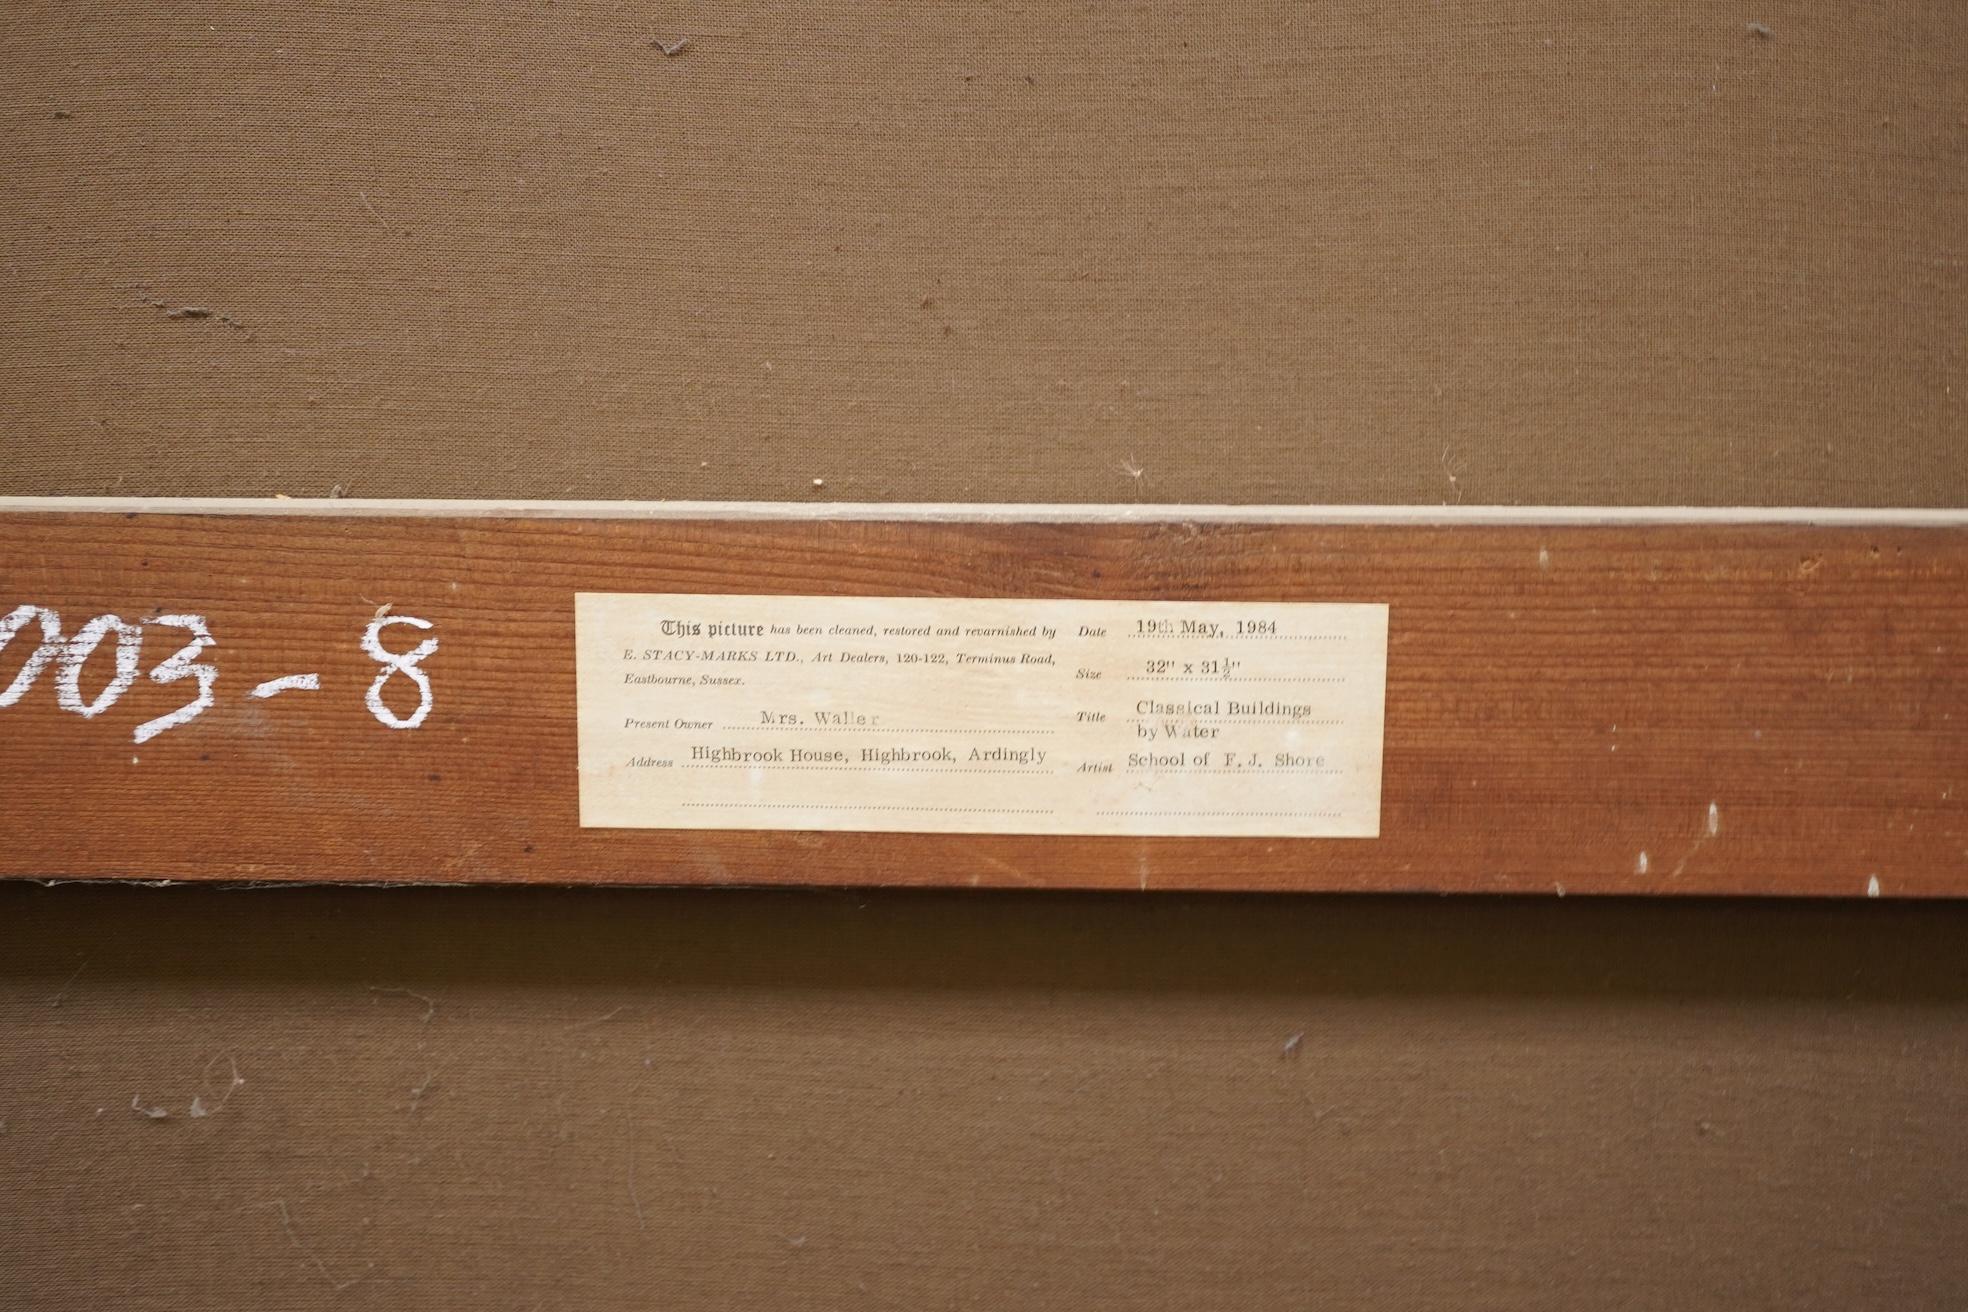 003-8
This picture has been cleaned, restored and revarnished by
E. STACY-MARKS LTD., Art Dealers, 120-122, Terminus Road,
Eastbourne, Sussex.
Present Owner Mrs. Waller
Address Highbrook House, Highbrook, Ardingly
Date 19th May, 1984
Size 32" x 31½"
Title Classical Buildings
by Water
Artist School of F. J. Shore